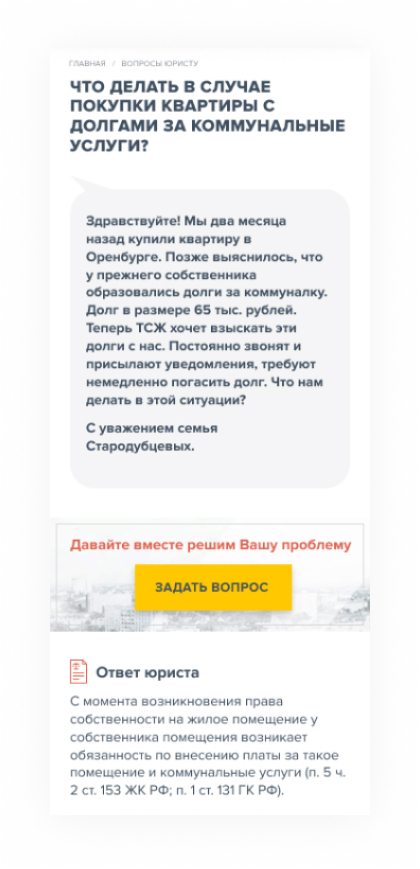 ГЛАВНАЯ / ВОПРОСЫ ЮРИСТУ
ЧТО ДЕЛАТЬ В СЛУЧАЕ
ПОКУПКИ КВАРТИРЫ С
ДОЛГАМИ ЗА КОММУНАЛЬНЫЕ
УСЛУГИ?
Здравствуйте! Мы два месяца
назад купили квартиру в
Оренбурге. Позже выяснилось, что
у прежнего собственника
образовались долги за коммуналку.
Долг в размере 65 тыс. рублей.
Теперь ТСЖ хочет взыскать эти
долги с нас. Постоянно звонят и
присылают уведомления, требуют
немедленно погасить долг. Что нам
делать в этой ситуации?
С уважением семья
Стародубцевых.
Давайте вместе решим Вашу проблему
ЗАДАТЬ ВОПРОС
Ответ юриста
С момента возникновения права
собственности на жилое помещение у
собственника помещения возникает
обязанность по внесению платы за такое
помещение и коммунальные услуги (п. 5 ч.
2 ст. 153 ЖК РФ; п. 1 ст. 131 ГК РФ).